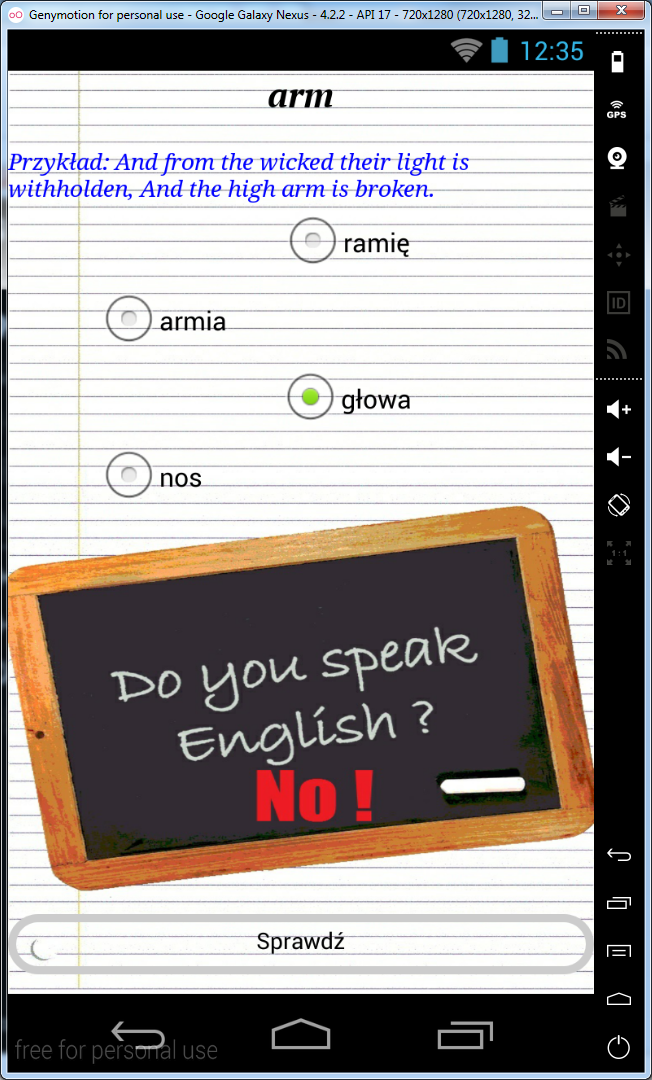 Genymotion for personal use - Google Galaxy Nexus - 4.2.2 - API 17 - 720x1280 (720x1280, 32...
12:35
GPS
arm
Przykład: And from the wicked their light is
withholden, And the high arm is broken.
ramię
armia
ID
głowa
nos
1:1
Do you speak
English ?
No !
Sprawdź
free for personal use